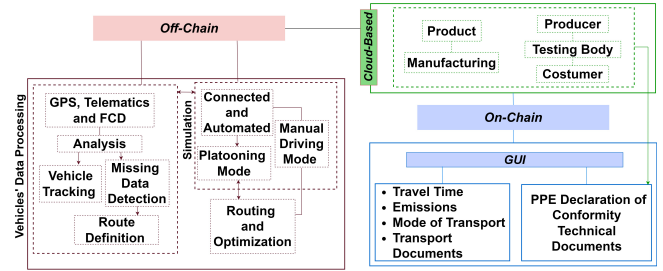 Off-Chain
Vehicles' Data Processing
GPS, Telematics
and FCD
Analysis
Vehicle
Tracking
Missing
Data
Detection
Route
Definition
Simulation
Connected
and
Automated
Manual
Driving
Mode
Platooning
Mode
Routing
and
Optimization
Cloud-Based
Product
Manufacturing
Producer
Testing Body
Costumer
On-Chain
GUI
• Travel Time
• Emissions
• Mode of Transport
• Transport
Documents
PPE Declaration of
Conformity
Technical
Documents